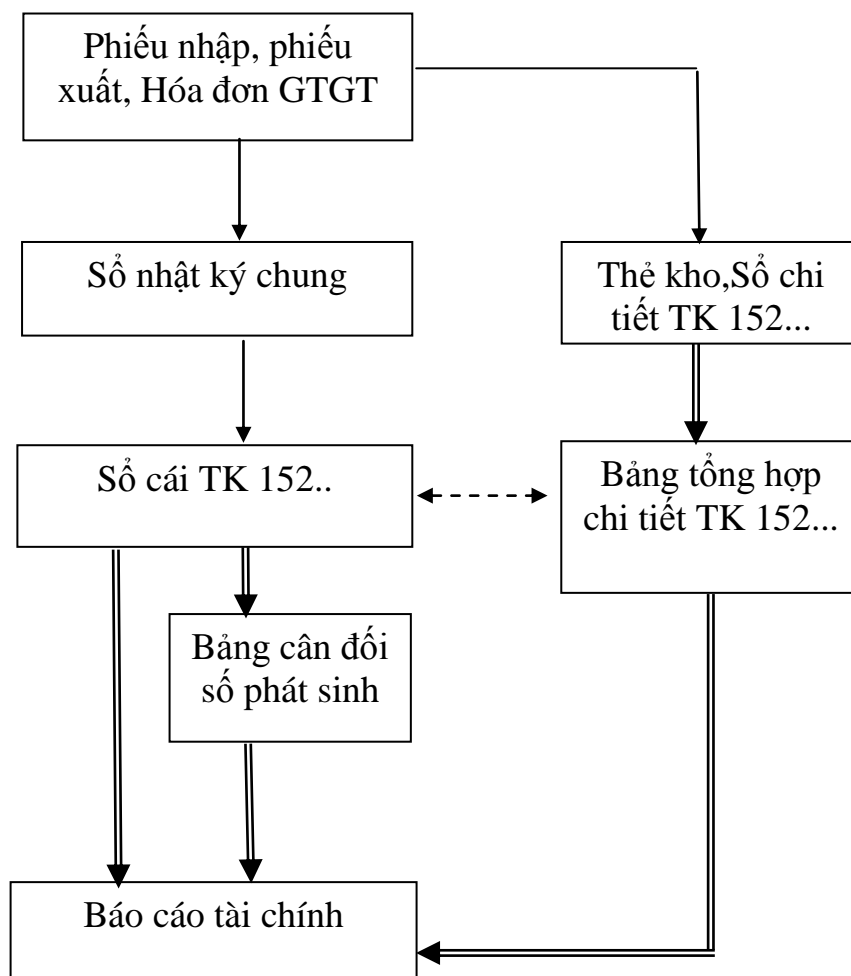 Phiếu nhập, phiếu
xuất, Hóa đơn GTGT
Sổ nhật ký chung
Thẻ kho,Sổ chi
tiết TK 152...
Sổ cái TK 152..
Bảng tổng hợp
chi tiết TK 152...
Bảng cân đối
số phát sinh
Báo cáo tài chính